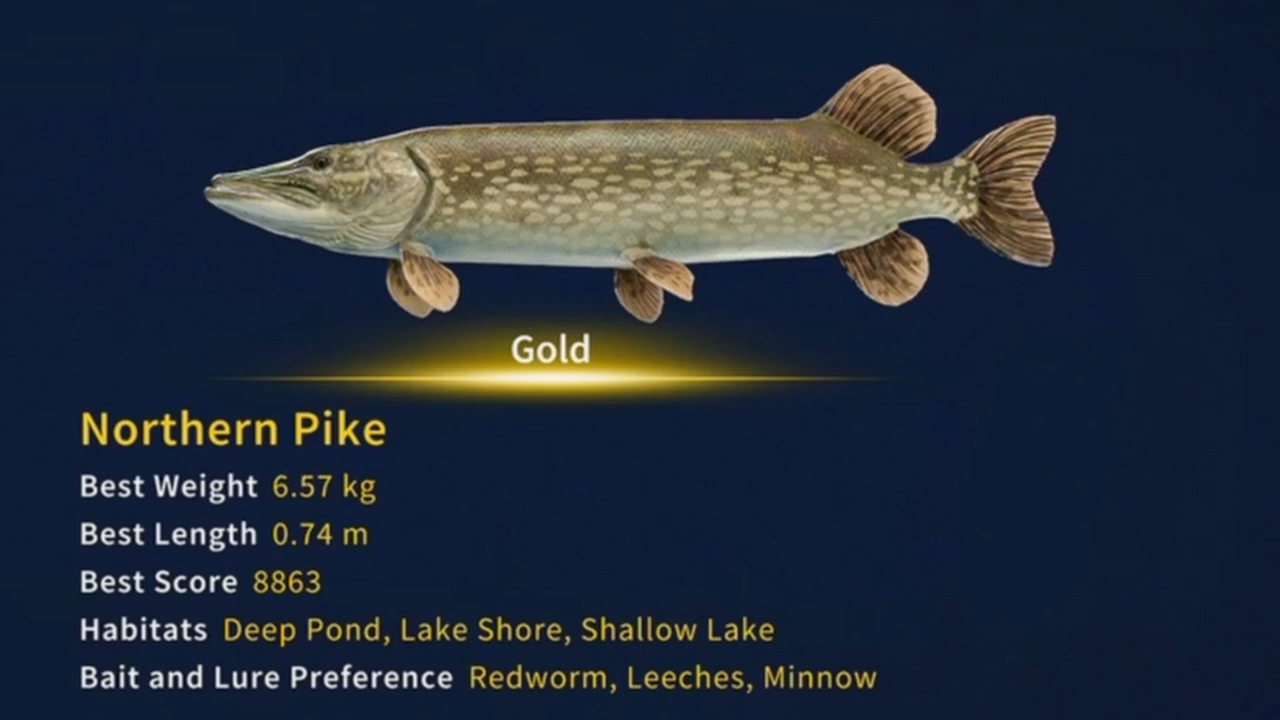 Gold
Northern Pike
Best Weight 6.57 kg
Best Length 0.74 m
Best Score 8863
Habitats Deep Pond, Lake Shore, Shallow Lake
Bait and Lure Preference Redworm, Leeches, Minnow